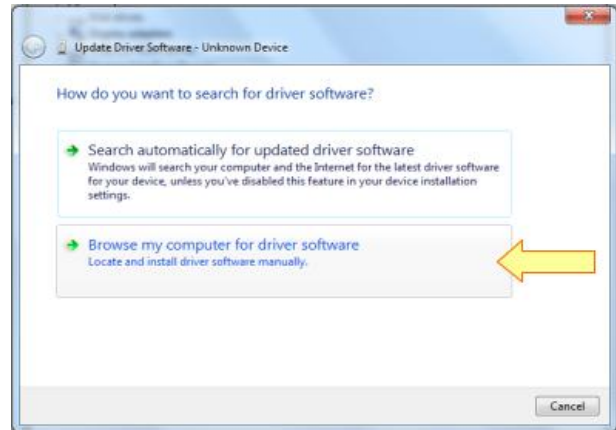 Update Driver Software - Unknown Device
How do you want to search for driver software?
Search automatically for updated driver software
Windows will search your computer and the Internet for the latest driver software
for your device, unless you've disabled this feature in your device installation
settings.
Browse my computer for driver software
Locate and install driver software manually.
Cancel